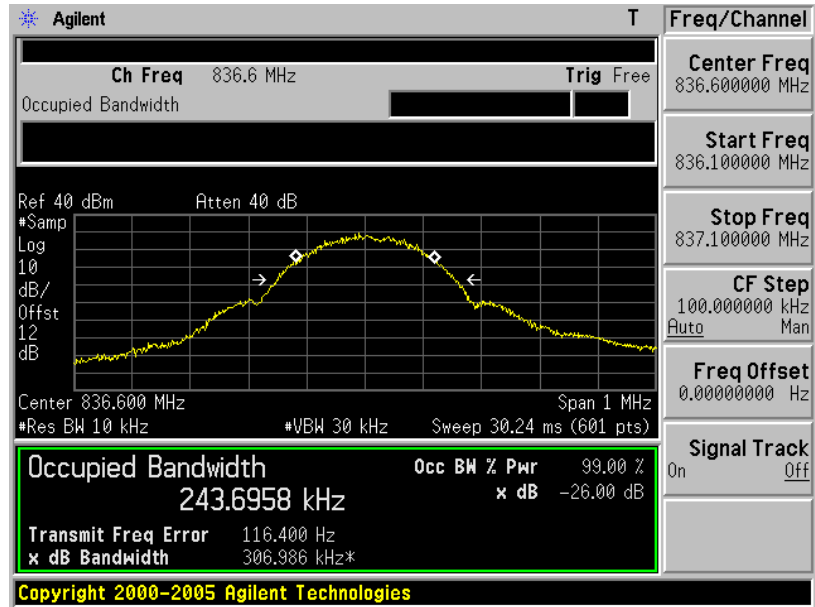 Agilent T Freq/Channel
Ch Freq 836.6 MHz Trig Free
Occupied Bandwidth
Center Freq
836.600000 MHz
Start Freq
836.100000 MHz
Stop Freq
837.100000 MHz
CF Step
100.000000 kHz
Auto Man
Freq Offset
0.00000000 Hz
Signal Track
On Off
Ref 40 dBm Atten 40 dB
#Samp
Log
10
dB/
Offst
12
dB
Center 836.600 MHz Span 1 MHz
#Res BW 10 kHz #VBW 30 kHz Sweep 30.24 ms (601 pts)
Occupied Bandwidth Occ BW % Pwr 99.00 %
243.6958 kHz x dB -26.00 dB
Transmit Freq Error 116.400 Hz
x dB Bandwidth 306.986 kHz*
Copyright 2000-2005 Agilent Technologies